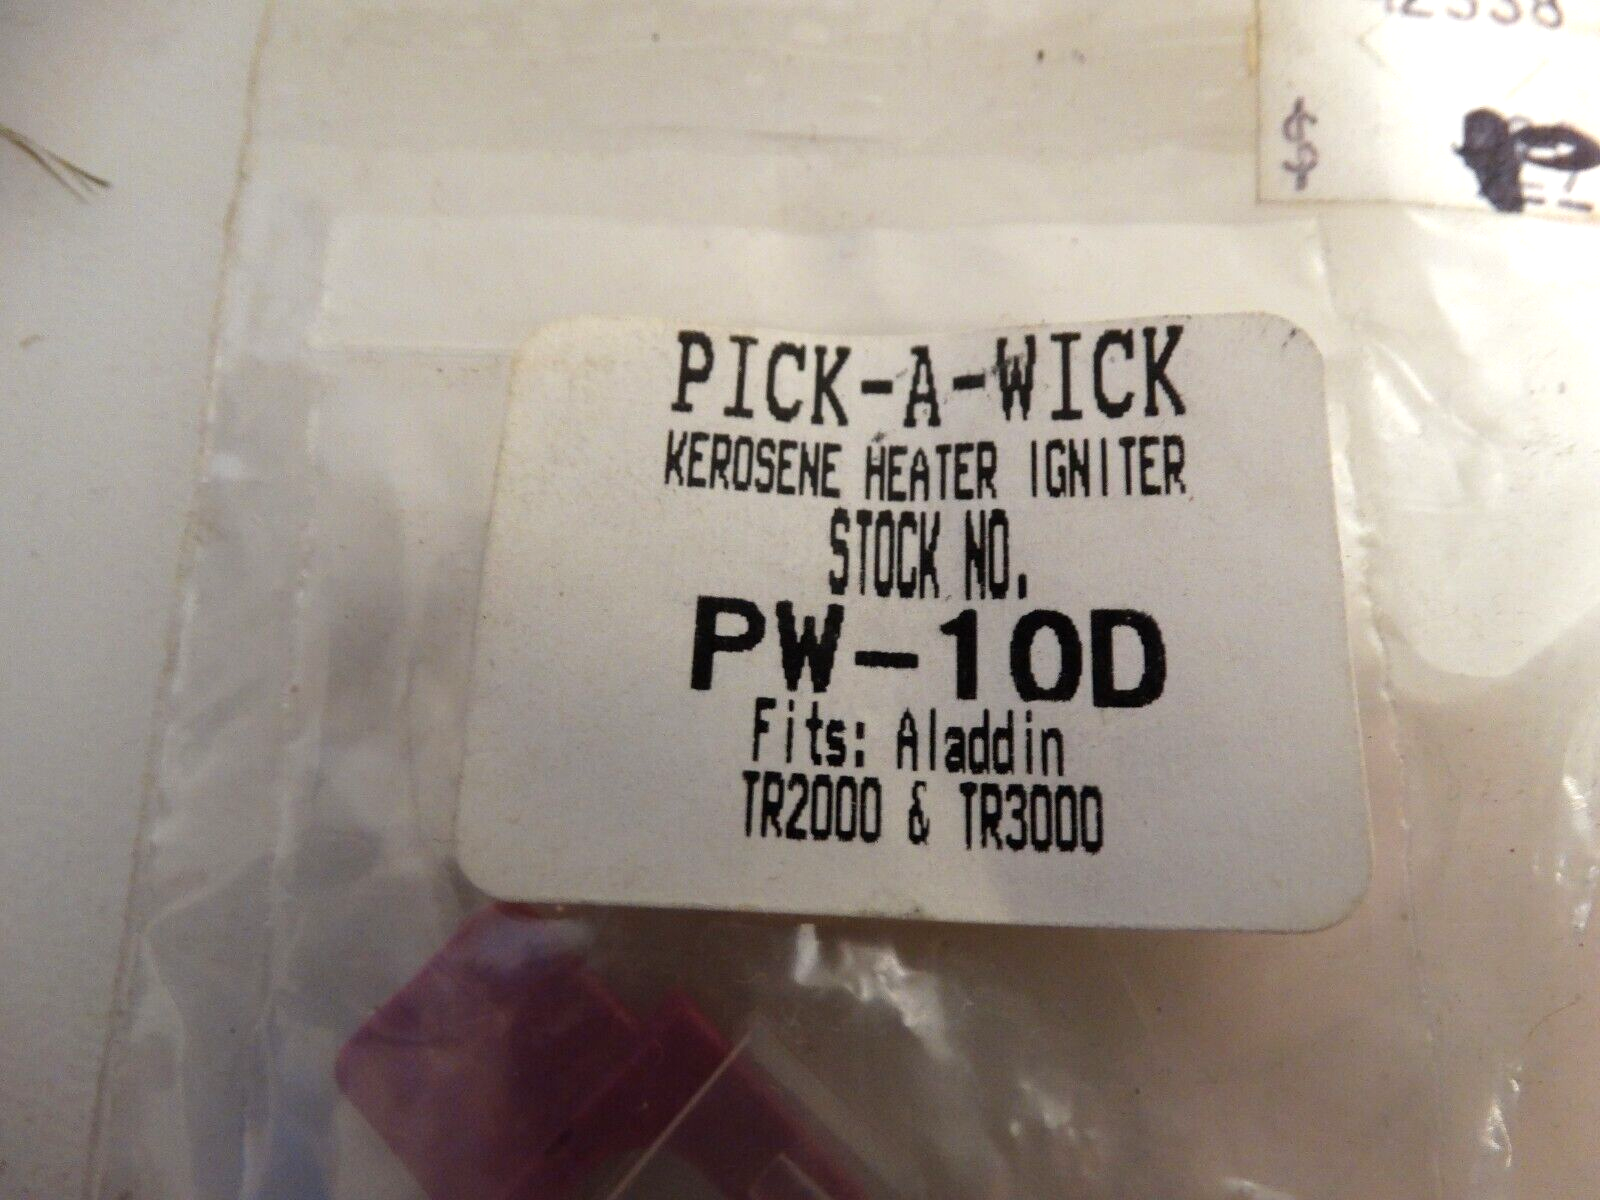 $
PICK-A-WICK
KEROSENE HEATER IGNITER
STOCK NO.
PW-10D
Fits: Aladdin
TR2000 & TR3000